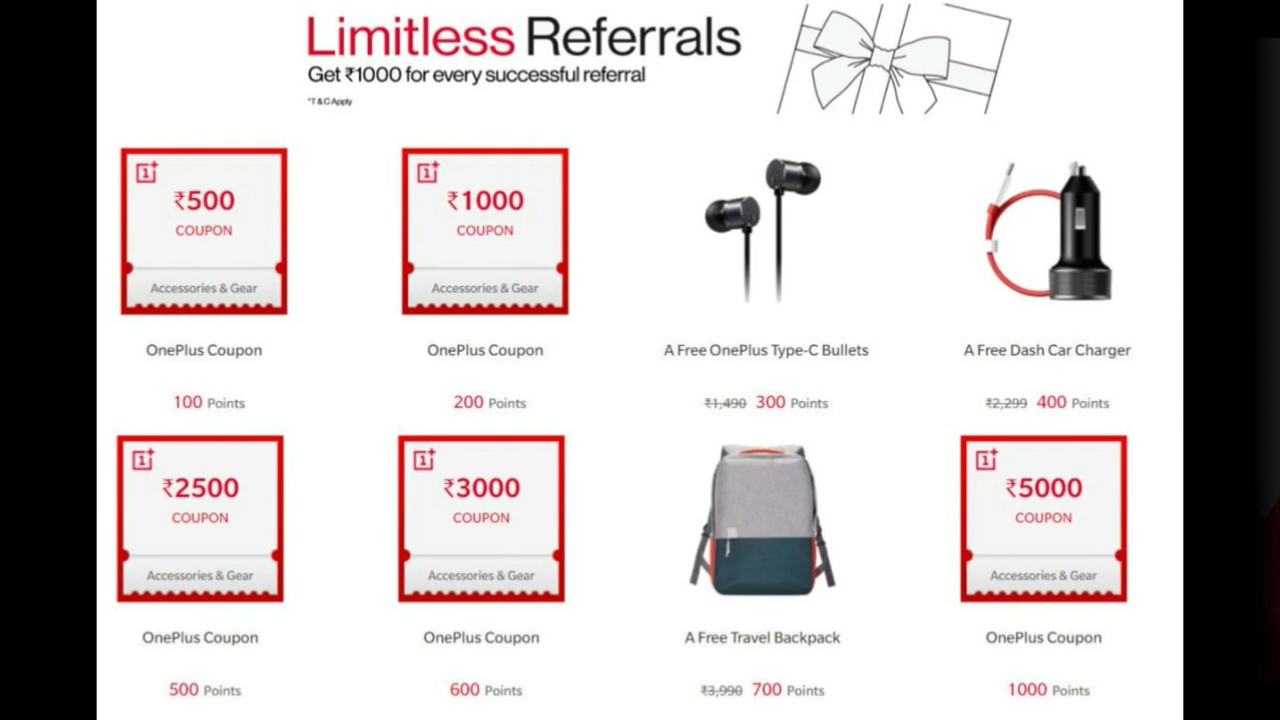 Limitless Referrals
Get ₹1000 for every successful referral
*T & C Apply
₹500
COUPON
Accessories & Gear
OnePlus Coupon
100 Points
₹1000
COUPON
Accessories & Gear
OnePlus Coupon
200 Points
A Free OnePlus Type-C Bullets
₹1,490 300 Points
A Free Dash Car Charger
₹2,299 400 Points
₹2500
COUPON
Accessories & Gear
OnePlus Coupon
500 Points
₹3000
COUPON
Accessories & Gear
OnePlus Coupon
600 Points
A Free Travel Backpack
₹3,990 700 Points
₹5000
COUPON
Accessories & Gear
OnePlus Coupon
1000 Points